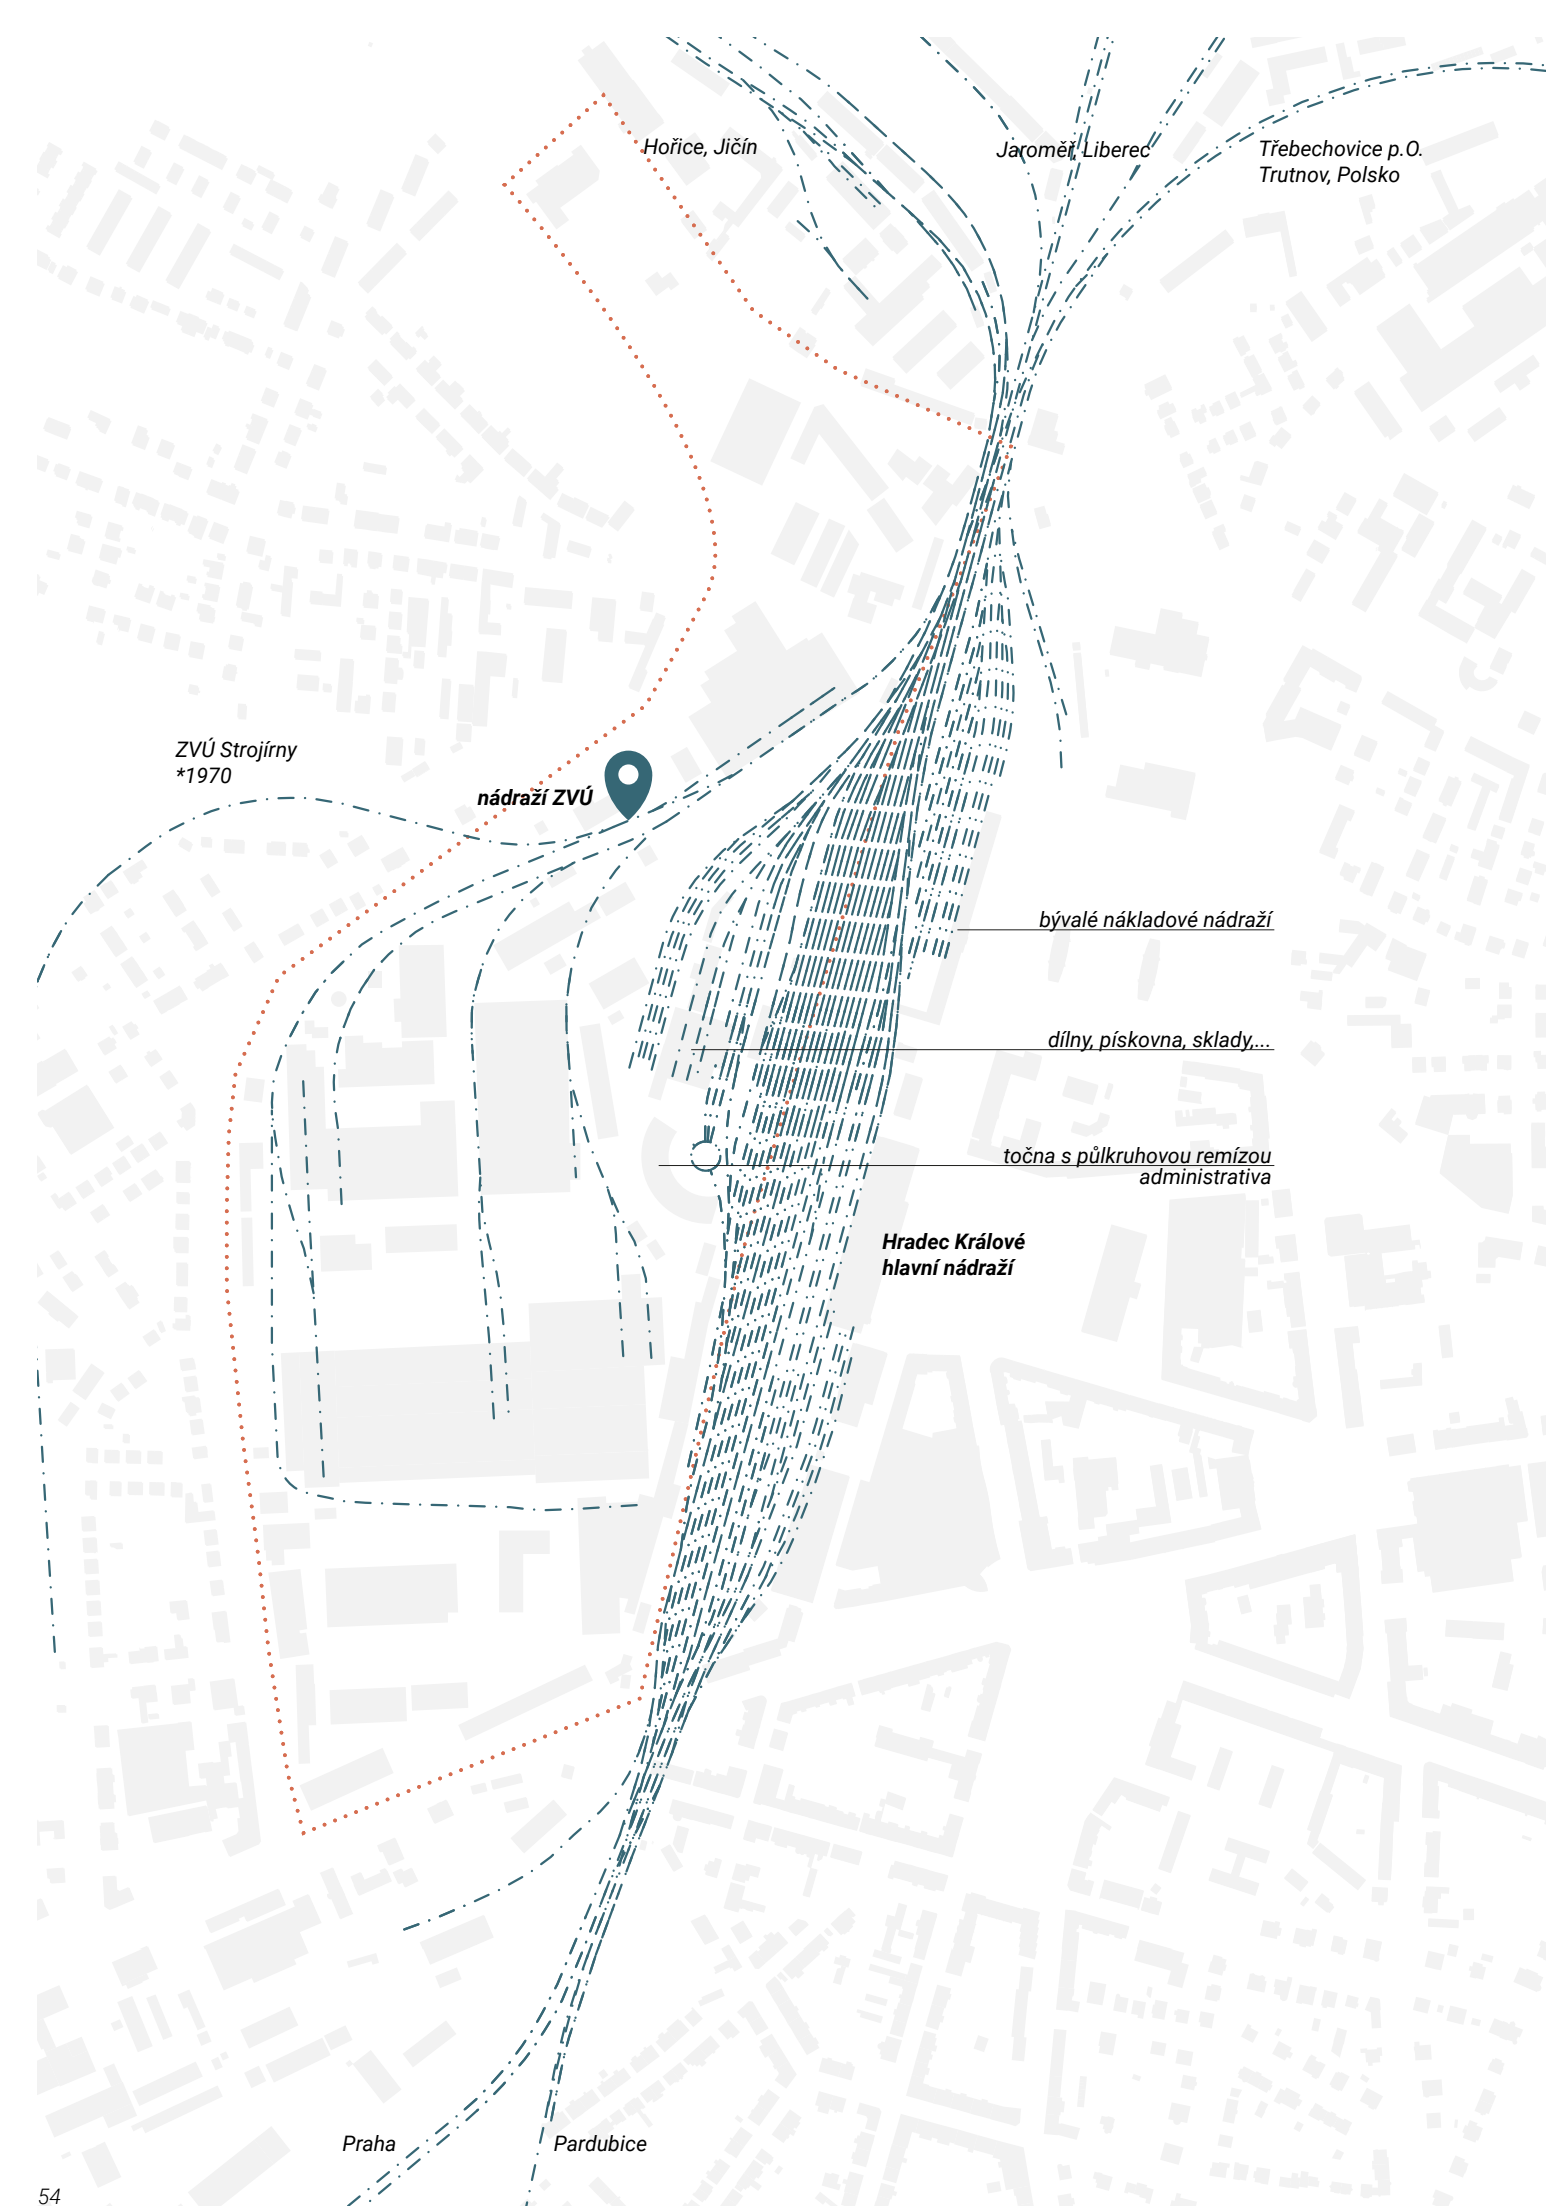 Hořice, Jičín
Jaroměř, Liberec
Třebechovice p.O.
Trutnov, Polsko
ZVÚ Strojírny
*1970
nádraží ZVÚ
bývalé nákladové nádraží
dílny, pískovna, sklady,...
točna s půlkruhovou remízou
administrativa
Hradec Králové
hlavní nádraží
Praha
Pardubice
54